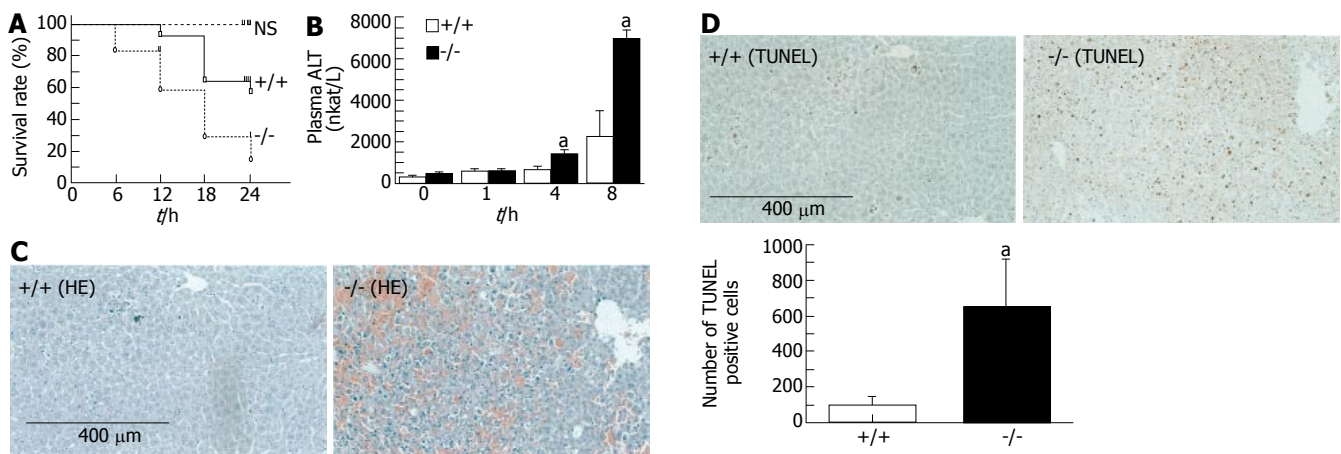 A
Survival rate (%)
100
80
60
40
20
0
0 6 12 18 24
t/h
NS
+/+
-/-
B
Plasma ALT
(nkat/L)
8000
7000
6000
4000
2000
0
+/+
-/-
a
a
0 1 4 8
t/h
C
+/+ (HE)
400 μm
-/- (HE)
D
+/+ (TUNEL)
400 μm
-/- (TUNEL)
Number of TUNEL
positive cells
1000
800
600
400
200
0
a
+/+ -/-